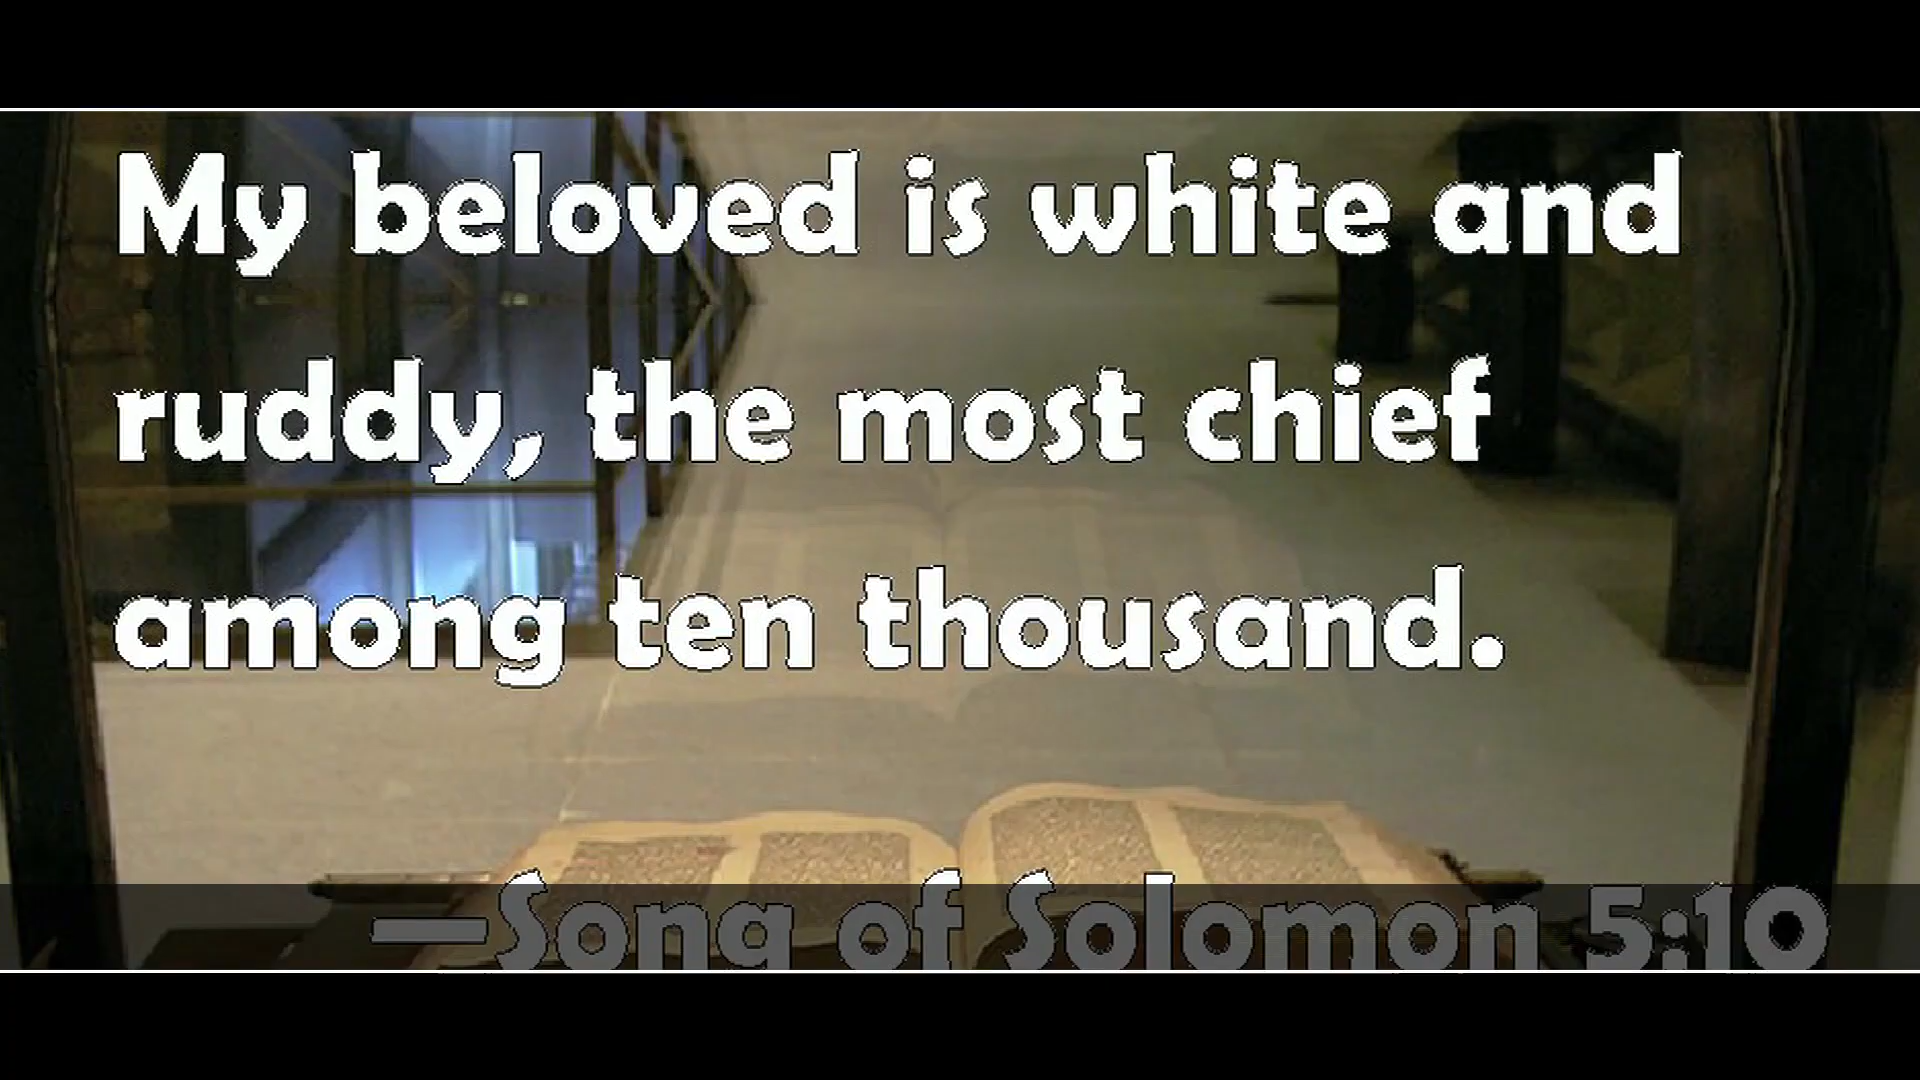 My beloved is white and
ruddy, the most chief
among ten thousand.
—Song of Solomon 5:10